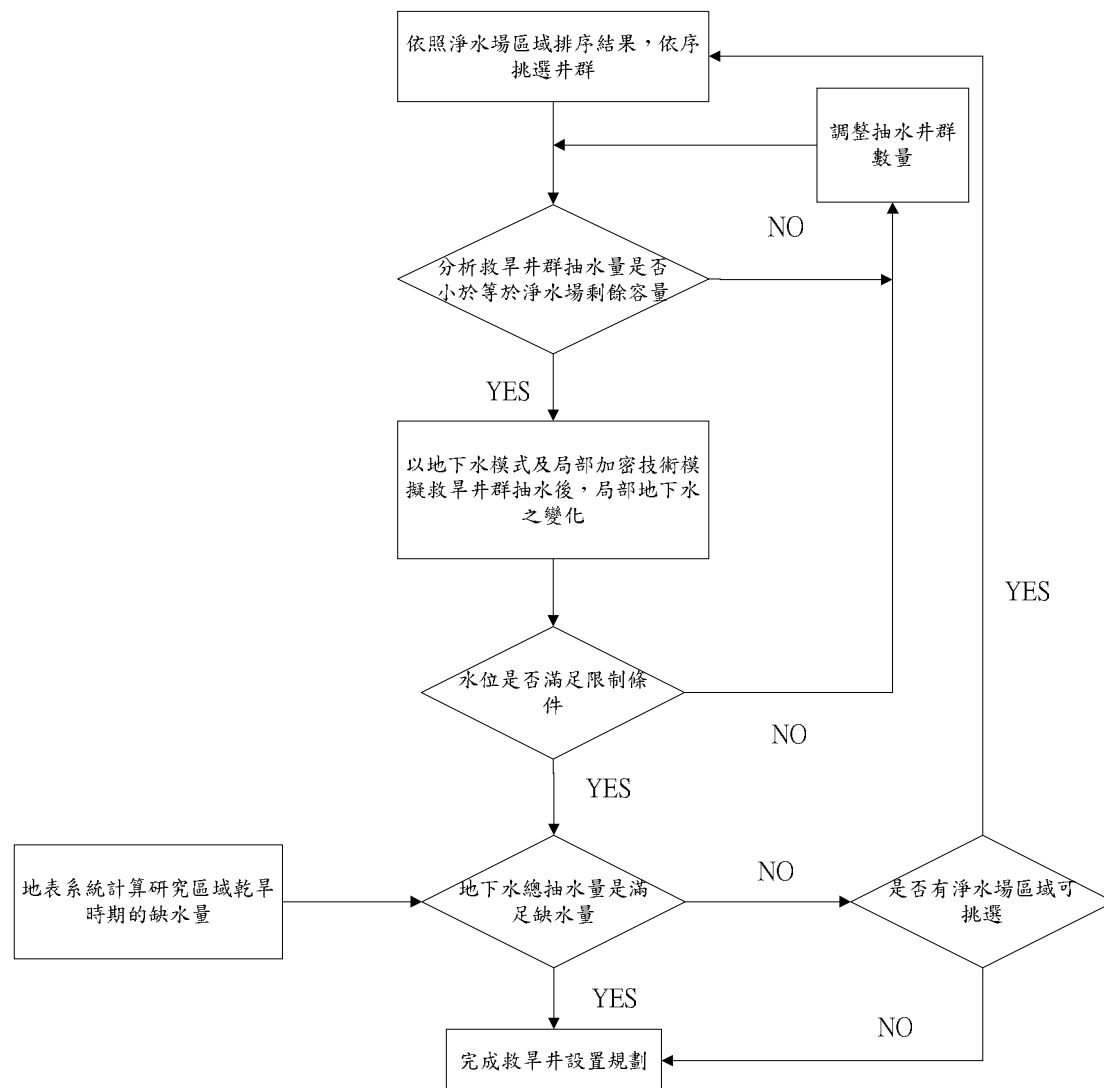 依照淨水場區域排序結果，依序
挑選井群
調整抽水井群
數量
NO
分析救旱井群抽水量是否
小於等於淨水場剩餘容量
YES
以地下水模式及局部加密技術模
擬救旱井群抽水後，局部地下水
之變化
YES
水位是否滿足限制條
件
NO
YES
地表系統計算研究區域乾旱
時期的缺水量
地下水總抽水量是滿
足缺水量
NO
是否有淨水場區域可
挑選
YES
NO
完成救旱井設置規劃